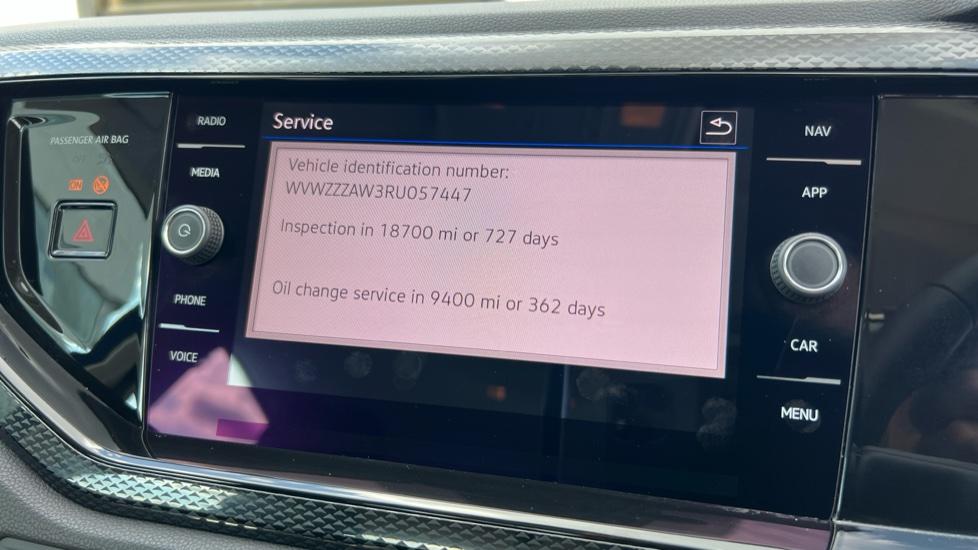 PASSENGER AIR BAG
ON
RADIO
MEDIA
PHONE
VOICE
Service
Vehicle identification number:
WVWZZZAW3RU057447
Inspection in 18700 mi or 727 days
Oil change service in 9400 mi or 362 days
NAV
APP
CAR
MENU